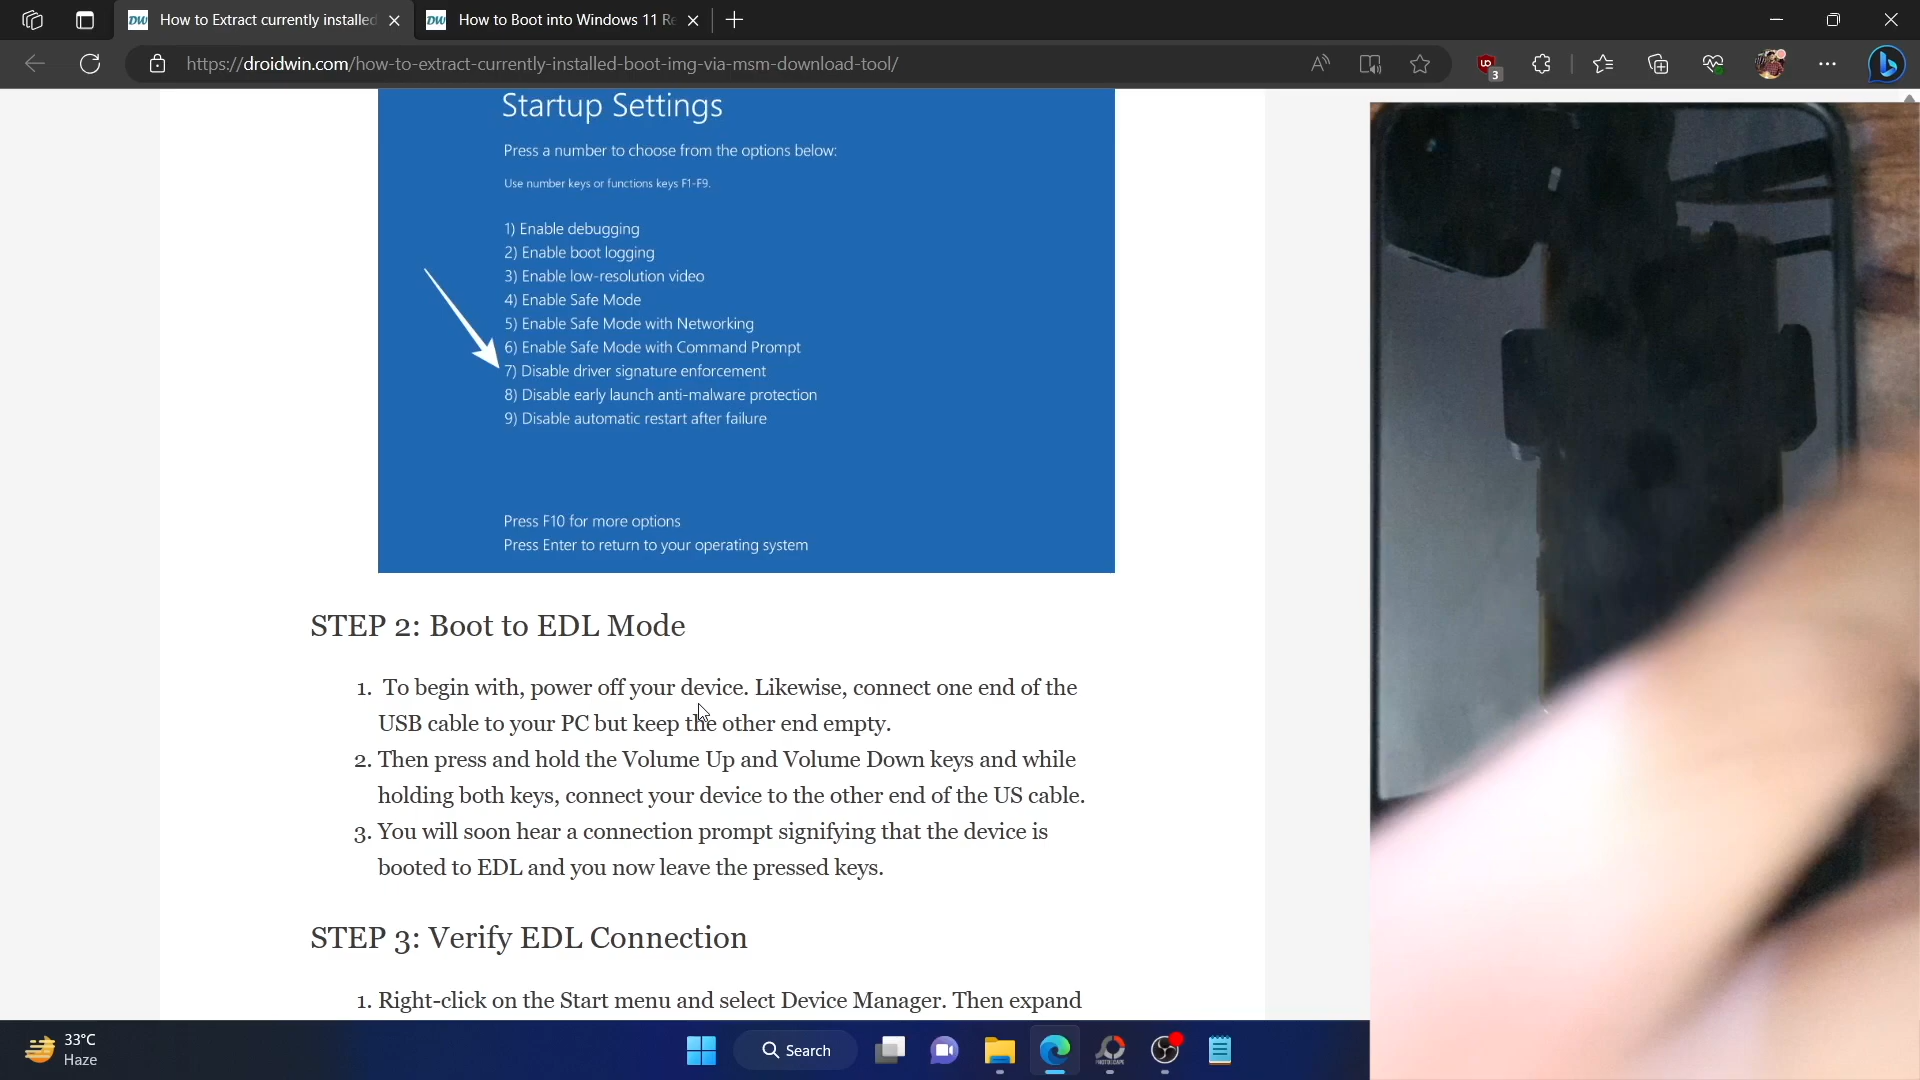 How to Extract currently installed
How to Boot into Windows 11 Re
https://droidwin.com/how-to-extract-currently-installed-boot-img-via-msm-download-tool/
3
Startup Settings
Press a number to choose from the options below:
Use number keys or functions keys F1-F9.
1) Enable debugging
2) Enable boot logging
3) Enable low-resolution video
4) Enable Safe Mode
5) Enable Safe Mode with Networking
6) Enable Safe Mode with Command Prompt
7) Disable driver signature enforcement
8) Disable early launch anti-malware protection
9) Disable automatic restart after failure
Press F10 for more options
Press Enter to return to your operating system
STEP 2: Boot to EDL Mode
1. To begin with, power off your device. Likewise, connect one end of the
USB cable to your PC but keep the other end empty.
2. Then press and hold the Volume Up and Volume Down keys and while
holding both keys, connect your device to the other end of the US cable.
3. You will soon hear a connection prompt signifying that the device is
booted to EDL and you now leave the pressed keys.
STEP 3: Verify EDL Connection
1. Right-click on the Start menu and select Device Manager. Then expand
33°C
Haze
Search